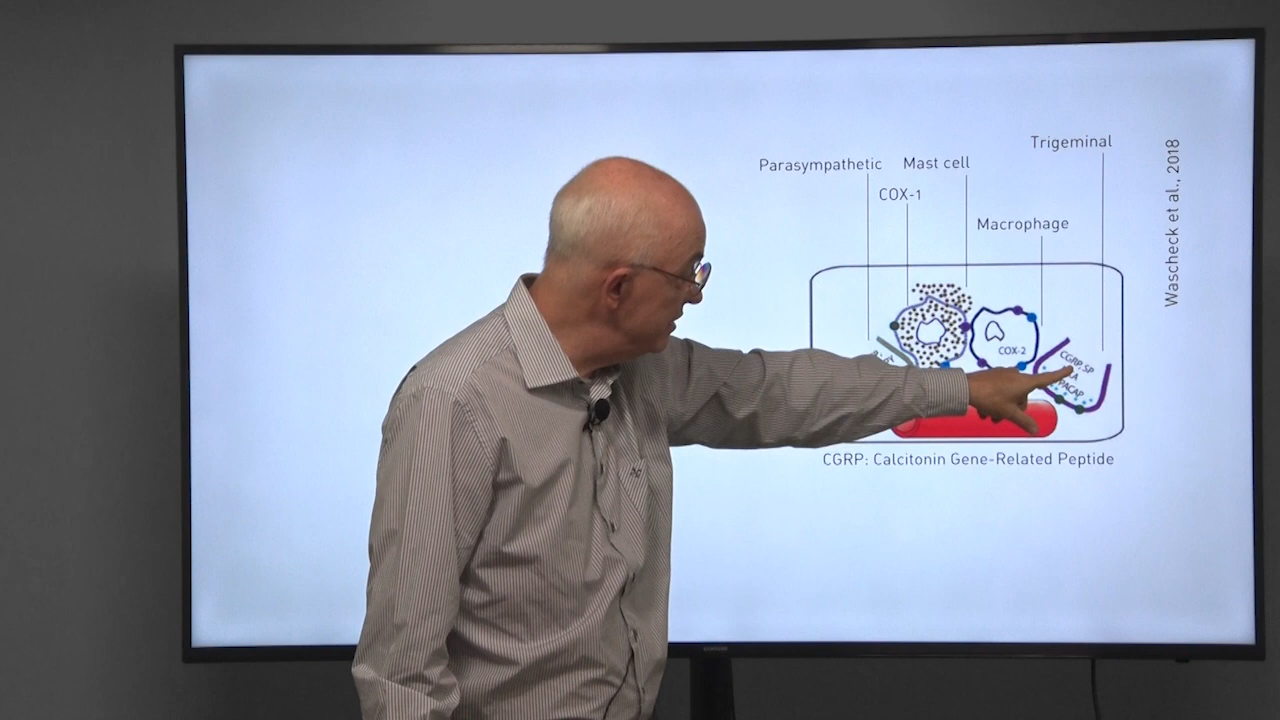 Trigeminal
Parasympathetic
Mast cell
COX-1
Macrophage
Wascheck et al., 2018
COX-2
CGRP, SP
PACAP
CGRP: Calcitonin Gene-Related Peptide
SAMSUNG